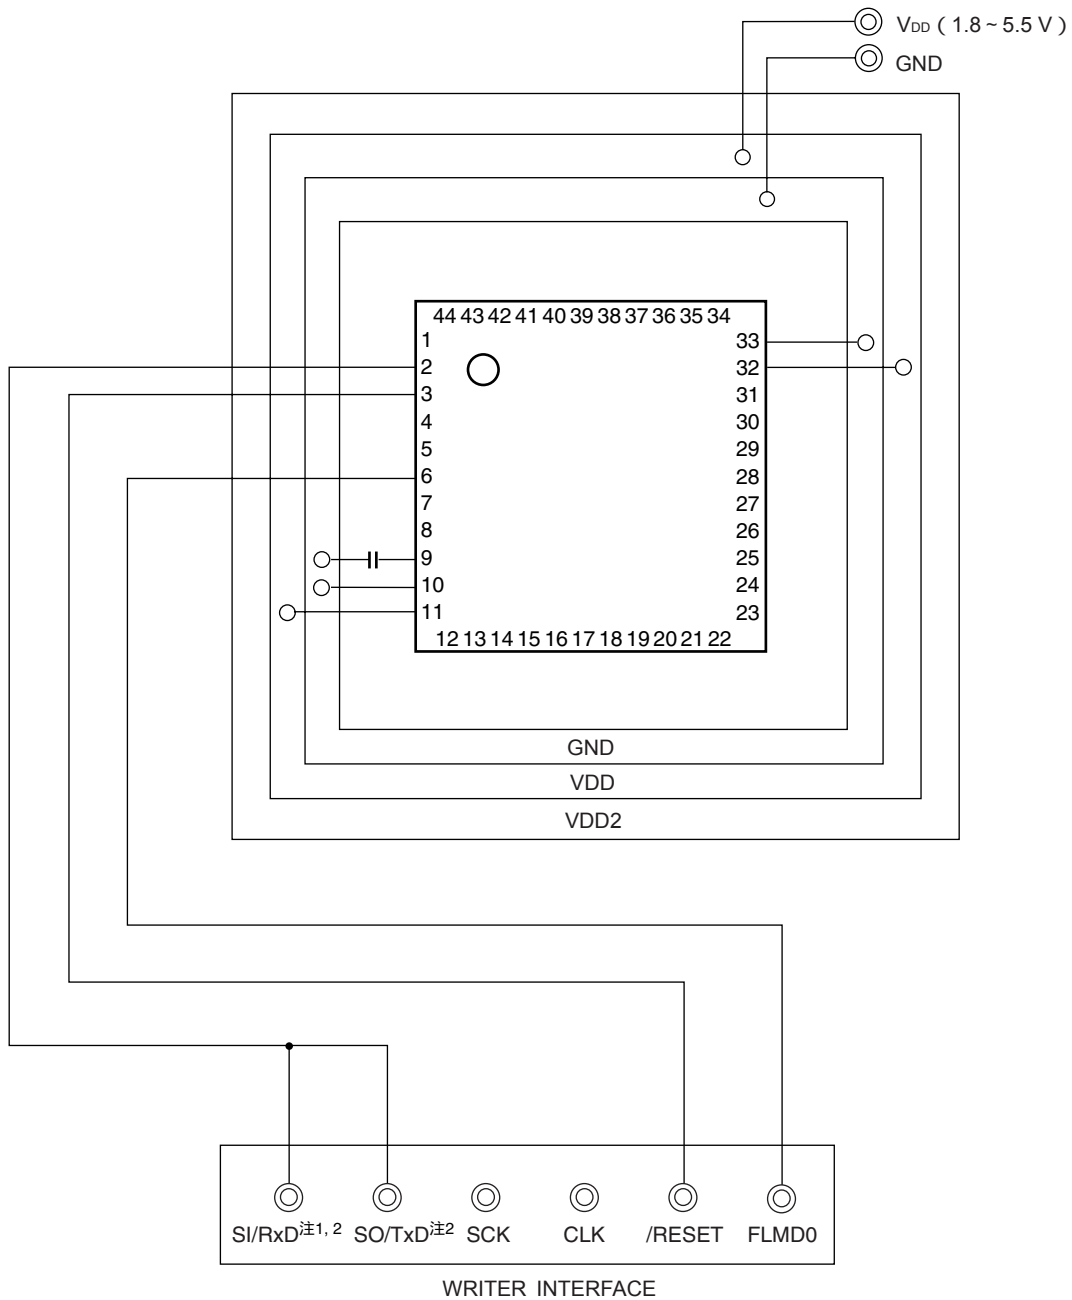 VDD ( 1.8 ~ 5.5 V )
GND
44 43 42 41 40 39 38 37 36 35 34
1
2
3
4
5
6
7
8
9
10
11
33
32
31
30
29
28
27
26
25
24
23
12 13 14 15 16 17 18 19 20 21 22
GND
VDD
VDD2
SI/RxD注1, 2 SO/TxD注2 SCK CLK /RESET FLMD0
WRITER INTERFACE